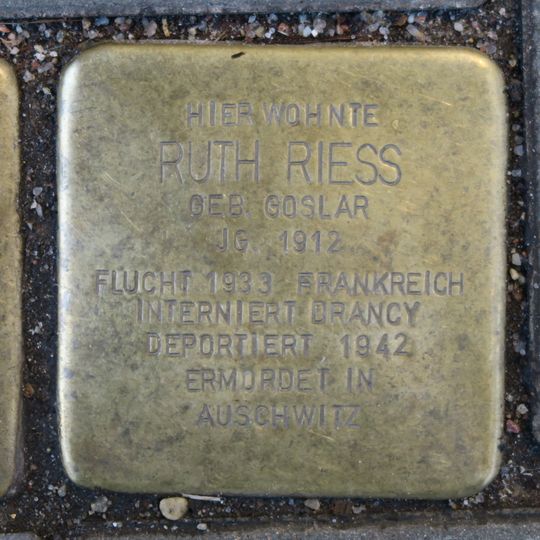 HIER WOHNTE
RUTH RIESS
GEB. GOSLAR
JG. 1912
FLUCHT 1933 FRANKREICH
INTERNIERT DRANCY
DEPORTIERT 1942
ERMORDET IN
AUSCHWITZ